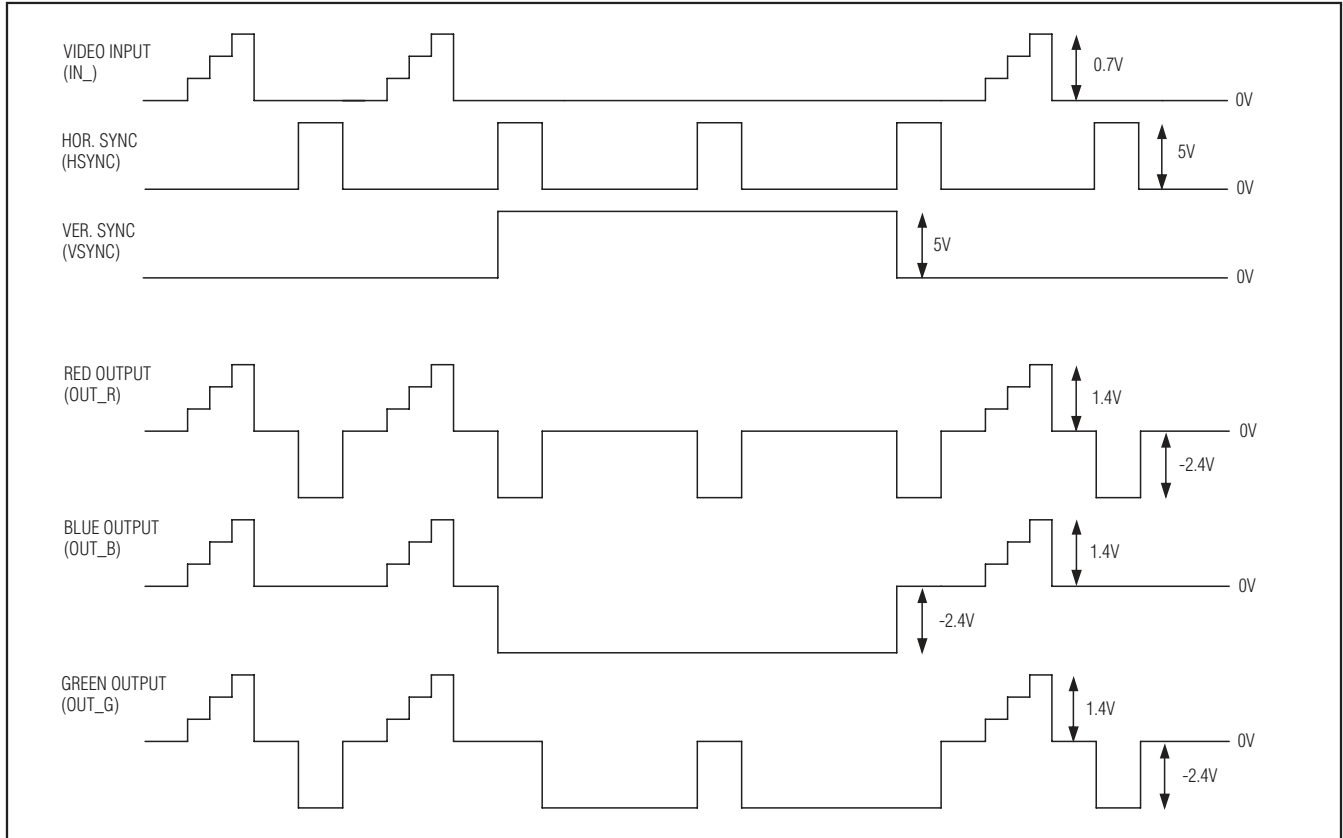 VIDEO INPUT
(IN_)
0.7V
0V
HOR. SYNC
(HSYNC)
5V
0V
VER. SYNC
(VSYNC)
5V
0V
RED OUTPUT
(OUT_R)
1.4V
0V
-2.4V
BLUE OUTPUT
(OUT_B)
1.4V
0V
-2.4V
GREEN OUTPUT
(OUT_G)
1.4V
0V
-2.4V